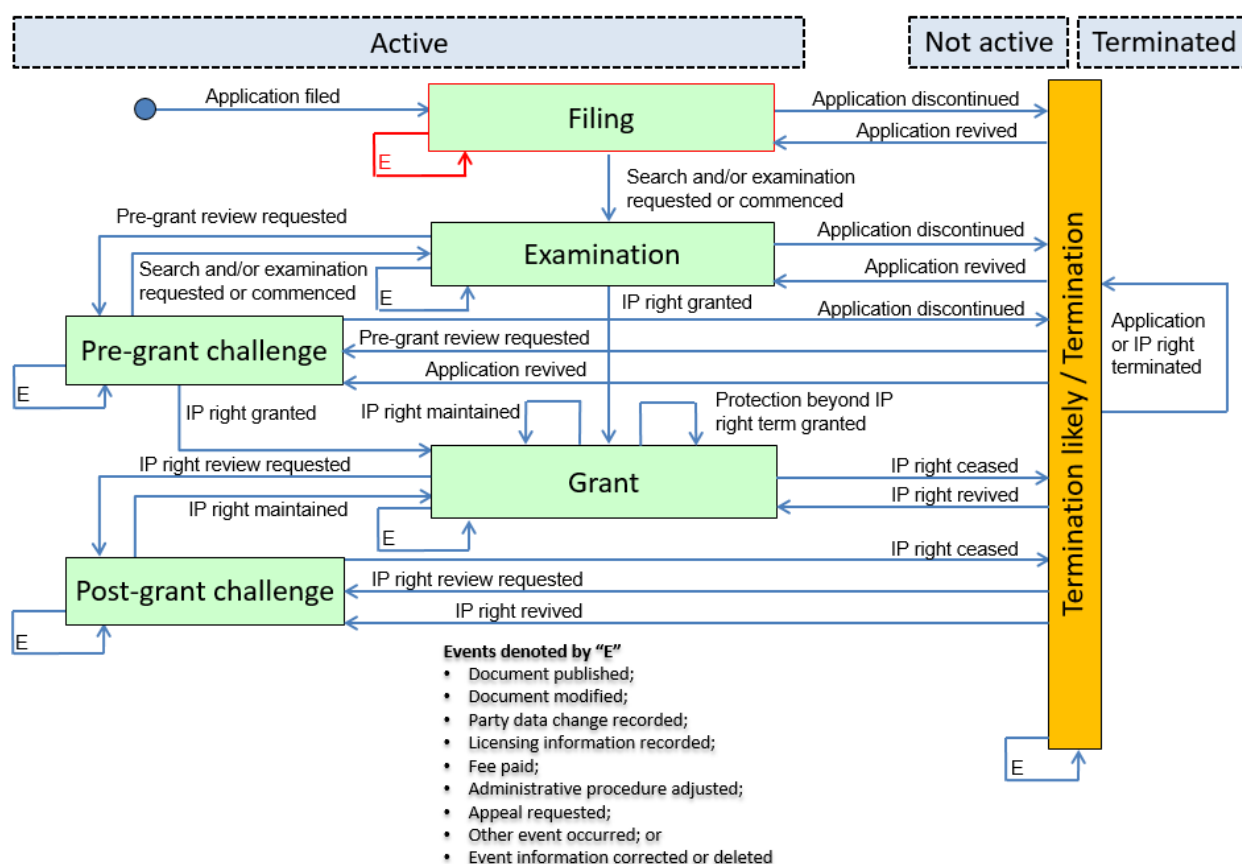 Active
Not active
Terminated
Application filed
Filing
Application discontinued
Application revived
E
Search and/or examination
requested or commenced
Pre-grant review requested
Examination
Application discontinued
Search and/or examination
requested or commenced
Application revived
E
IP right granted
Application discontinued
Pre-grant challenge
Pre-grant review requested
Application
or IP right
terminated
E
Application revived
IP right granted
IP right maintained
Protection beyond IP
right term granted
IP right review requested
Grant
IP right ceased
IP right maintained
IP right revived
E
IP right ceased
Post-grant challenge
IP right review requested
IP right revived
E
Termination likely / Termination
E
Events denoted by “E”
• Document published;
• Document modified;
• Party data change recorded;
• Licensing information recorded;
• Fee paid;
• Administrative procedure adjusted;
• Appeal requested;
• Other event occurred; or
• Event information corrected or deleted